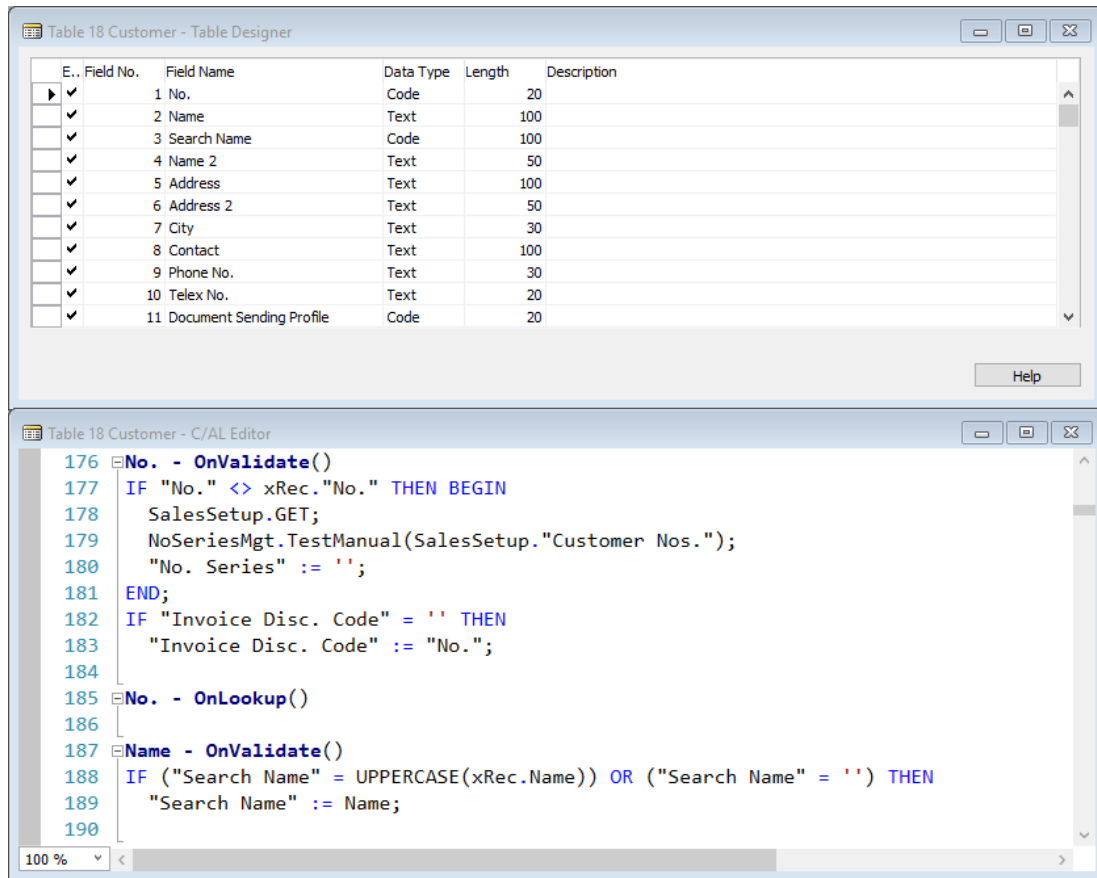 Table 18 Customer - Table Designer
E.. Field No. Field Name Data Type Length Description
1 No. Code 20
2 Name Text 100
3 Search Name Code 100
4 Name 2 Text 50
5 Address Text 100
6 Address 2 Text 50
7 City Text 30
8 Contact Text 100
9 Phone No. Text 30
10 Telex No. Text 20
11 Document Sending Profile Code 20
Help
Table 18 Customer - C/AL Editor
176 No. - OnValidate()
177 IF "No." <> xRec."No." THEN BEGIN
178 SalesSetup.GET;
179 NoSeriesMgt.TestManual(SalesSetup."Customer Nos.");
180 "No. Series" := '';
181 END;
182 IF "Invoice Disc. Code" = '' THEN
183 "Invoice Disc. Code" := "No.";
184
185 No. - OnLookup()
186
187 Name - OnValidate()
188 IF ("Search Name" = UPPERCASE(xRec.Name)) OR ("Search Name" = '') THEN
189 "Search Name" := Name;
190
100 %